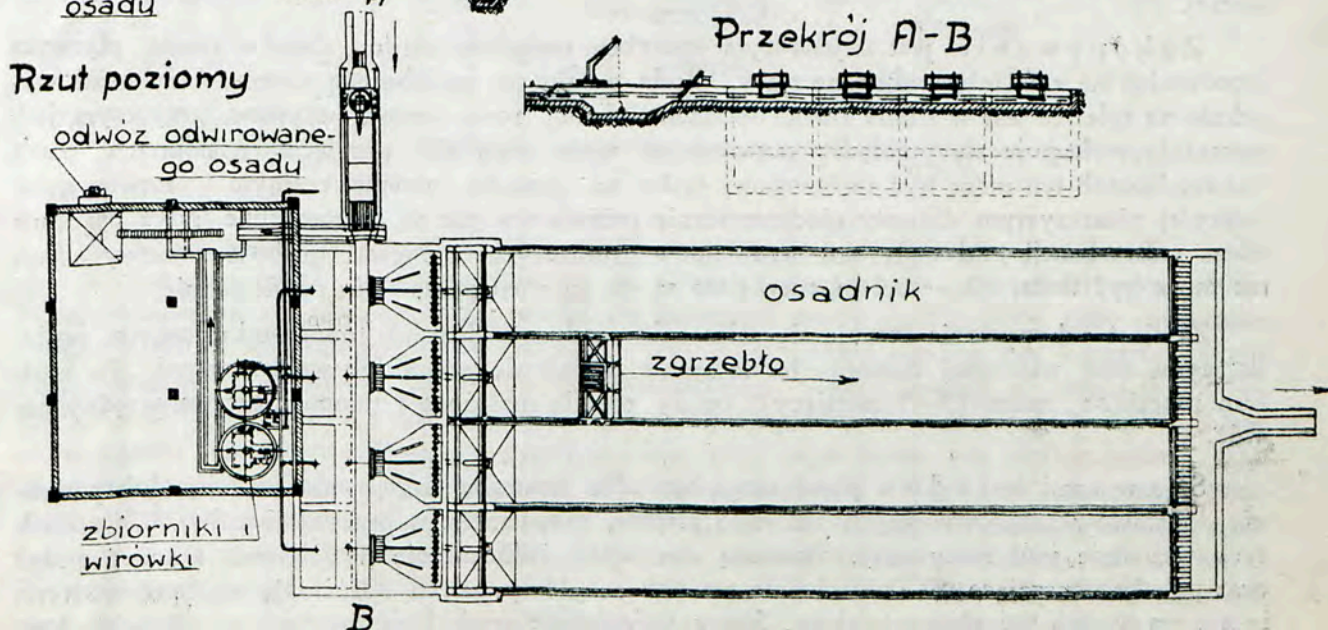 osadu
Przekrój A-B
Rzut poziomy
odwóz odwirowane-
go osadu
osadnik
zgrzebło
zbiorniki i
wirówki
B